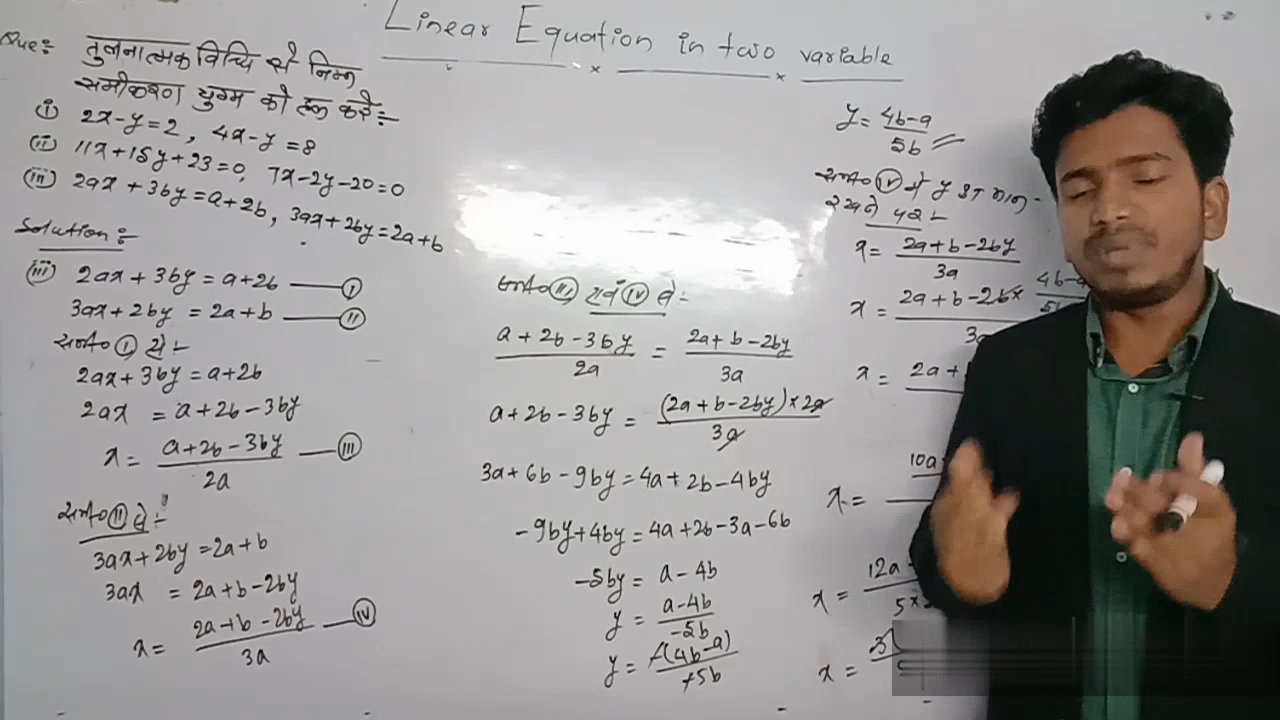 Linear Equation in two variable
Que:- तुलनात्मक विधि से निम्न
समीकरण युग्म को हल करें:-
(i) 2x-y=2, 4x-y=8
(ii) 11x+15y+23=0, 7x-2y-20=0
(iii) 2ax+3by=a+2b, 3ax+2by=2a+b
Solution:-
(iii) 2ax+3by=a+2b —— (I)
3ax+2by=2a+b —— (II)
समी० (I) से:-
2ax+3by=a+2b
2ax = a+2b-3by
x= (a+2b-3by)/2a —— (III)
समी० (II) से:-
3ax+2by=2a+b
3ax = 2a+b-2by
x= (2a+b-2by)/3a —— (IV)
समी० (III) एवं (IV) से:-
(a+2b-3by)/2a = (2a+b-2by)/3a
a+2b-3by = (2a+b-2by)×2a/3a
3a+6b-9by=4a+2b-4by
-9by+4by=4a+2b-3a-6b
-5by= a-4b
y = (a-4b)/-5b
y = -(4b-a)/-5b
y= (4b-a)/5b
समी० (IV) में y का मान
रखने पर:-
x= (2a+b-2by)/3a
x = (2a+b-2b×(4b-a)/5b)/3a
x = 2a+
x= 10a
x = 12a
5×
x =